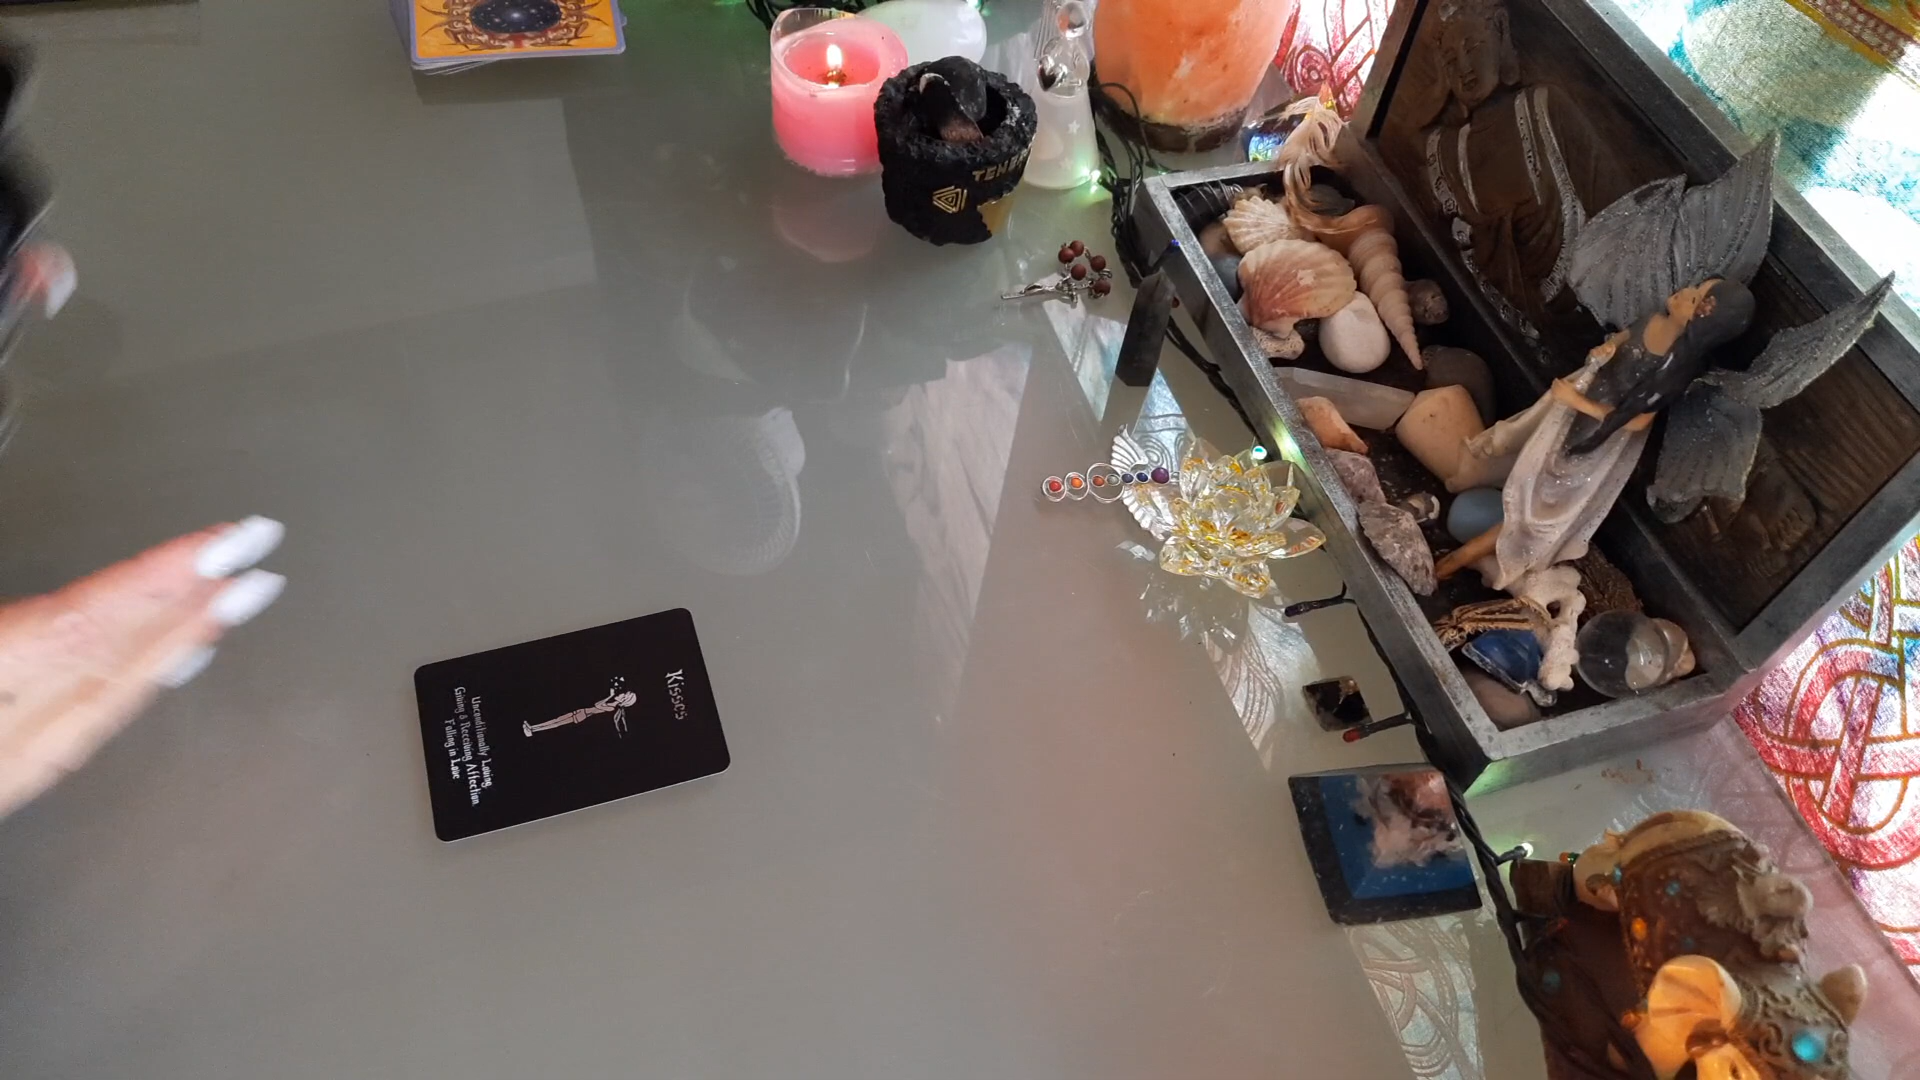 Kisses
Unconditionally Loving
Giving & Receiving Affection
Falling in Love